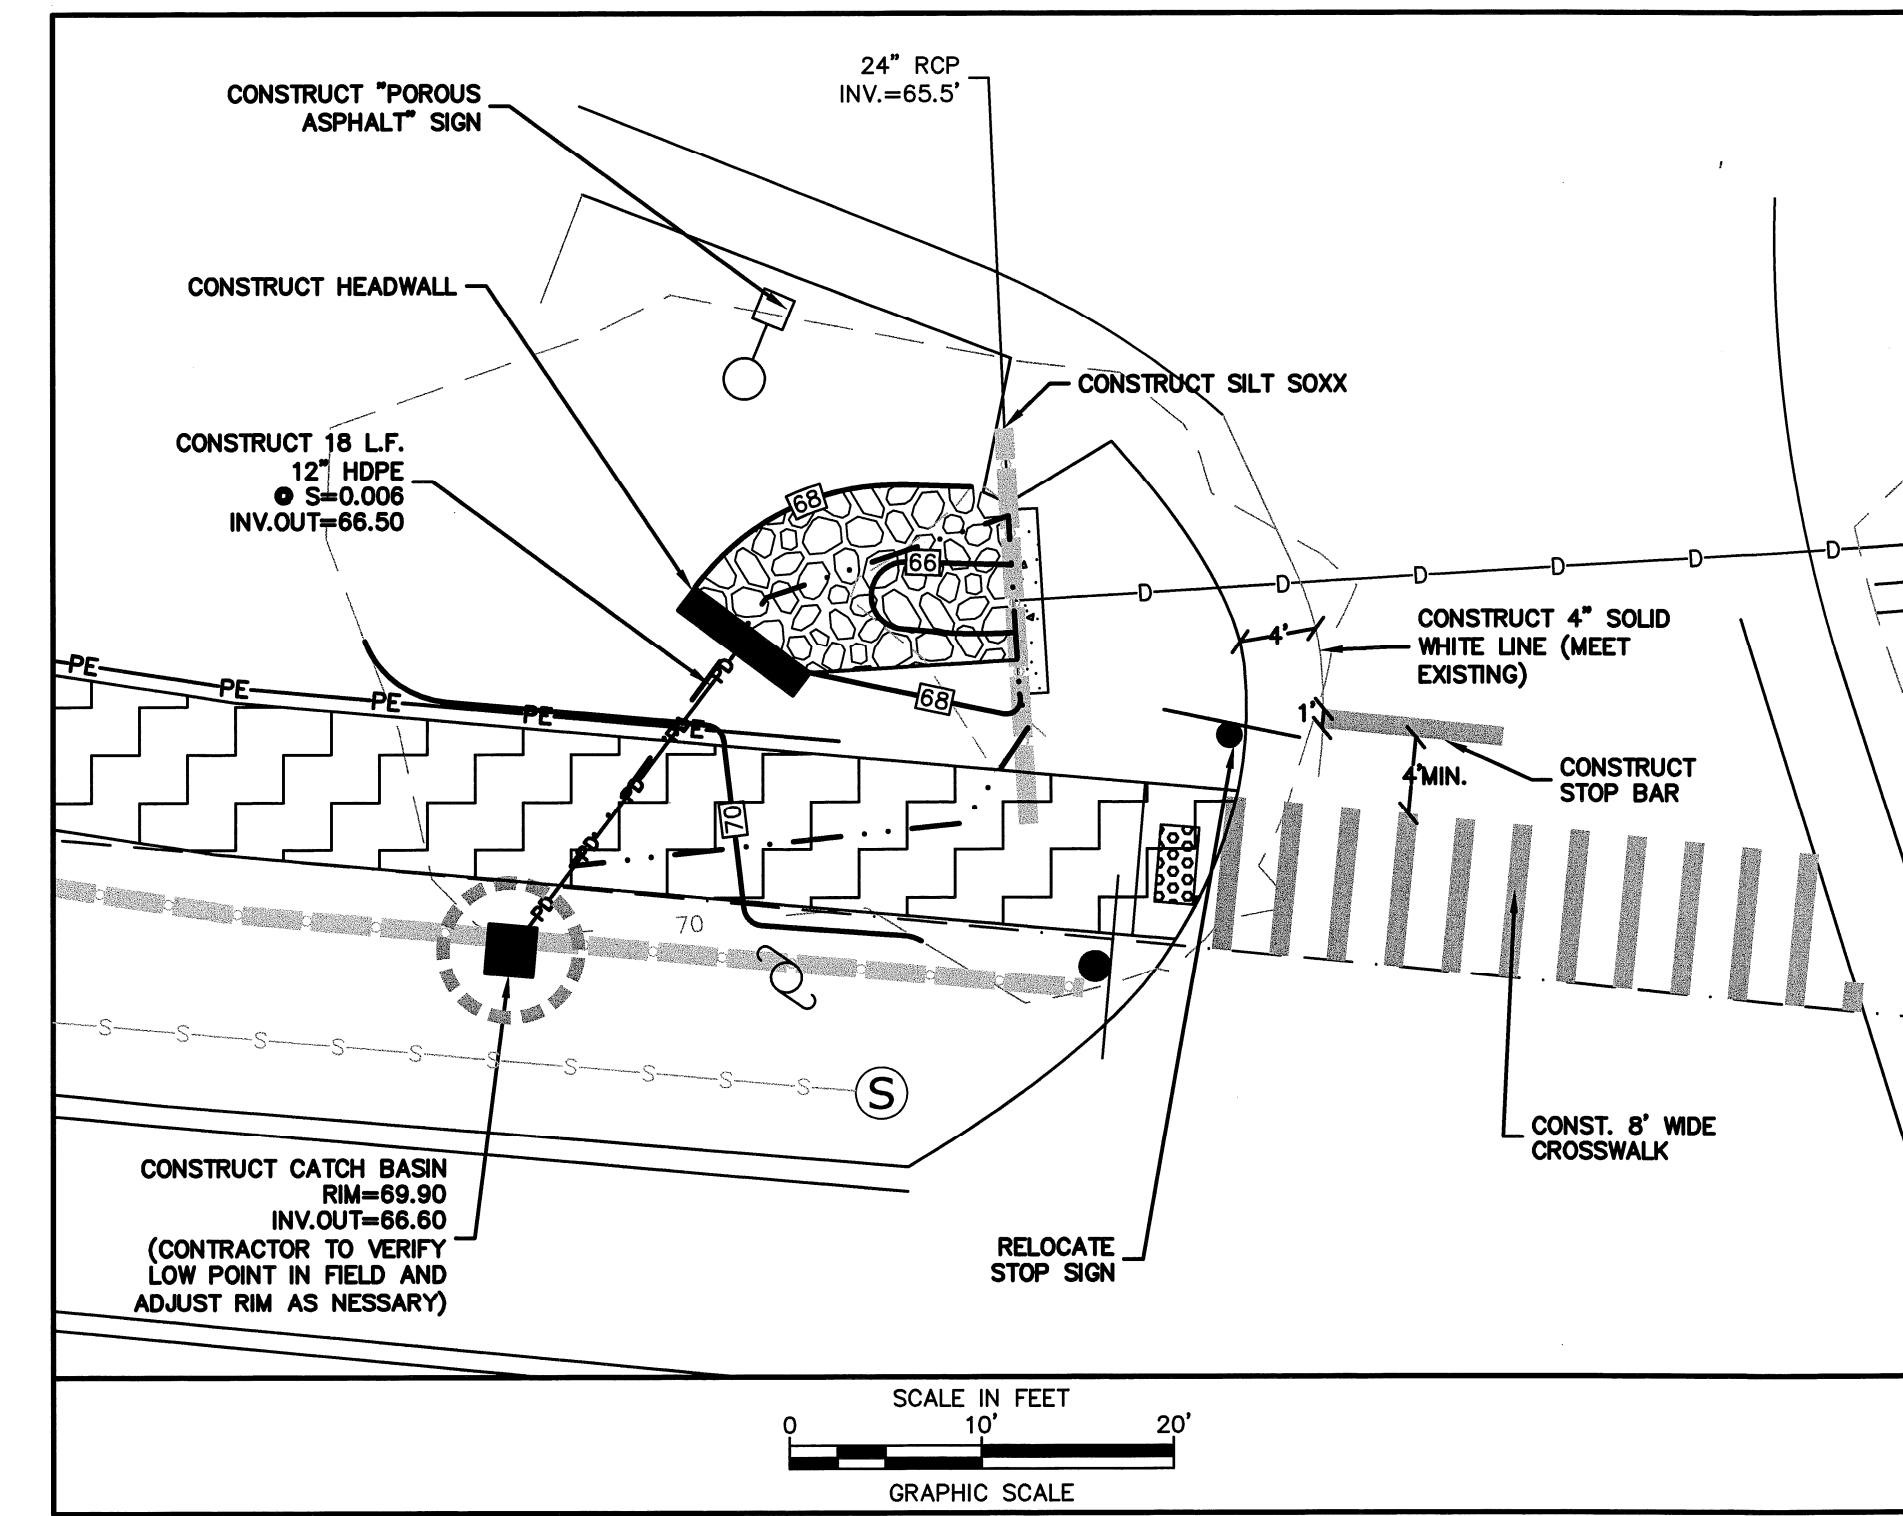 24" RCP
INV.=65.5'
CONSTRUCT "POROUS
ASPHALT" SIGN
CONSTRUCT HEADWALL
CONSTRUCT SILT SOXX
CONSTRUCT 18 L.F.
12" HDPE
@ S=0.006
INV.OUT=66.50
68
66
68
D D D D D D
4'
CONSTRUCT 4" SOLID
WHITE LINE (MEET
EXISTING)
PE PE PE PE PE
PD PD PD PD PD
1'
4'MIN.
CONSTRUCT
STOP BAR
70
70
S S S S S S S S S S
S
CONST. 8' WIDE
CROSSWALK
CONSTRUCT CATCH BASIN
RIM=69.90
INV.OUT=66.60
(CONTRACTOR TO VERIFY
LOW POINT IN FIELD AND
ADJUST RIM AS NESSARY)
RELOCATE
STOP SIGN
SCALE IN FEET
0 10' 20'
GRAPHIC SCALE